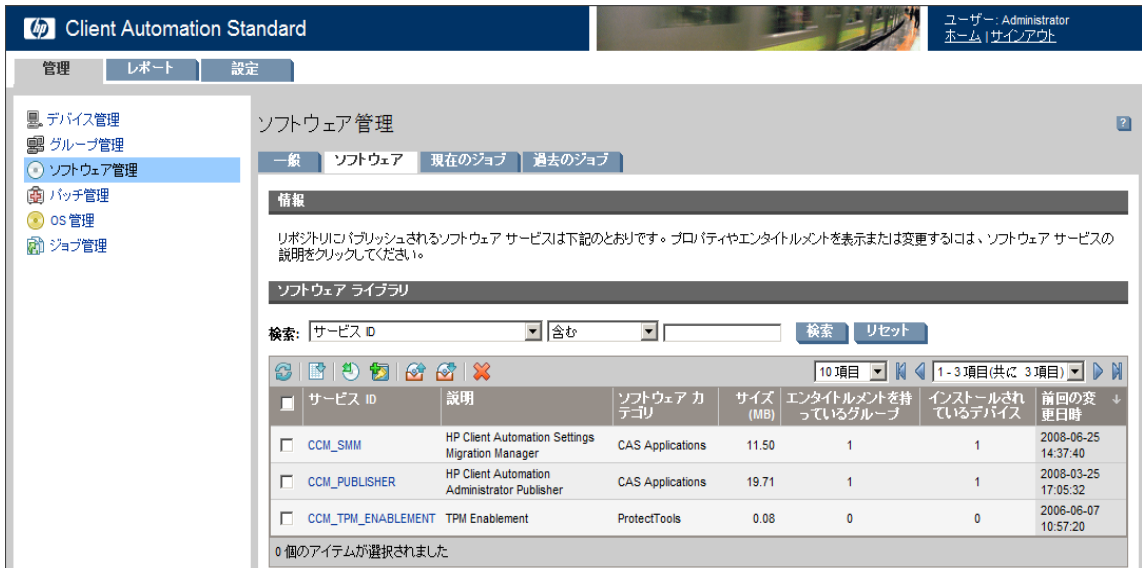 hp Client Automation Standard
ユーザー: Administrator
ホーム | サインアウト
管理 レポート 設定
デバイス管理
グループ管理
ソフトウェア管理
パッチ管理
OS 管理
ジョブ管理
ソフトウェア管理 ?
一般 ソフトウェア 現在のジョブ 過去のジョブ
情報
リポジトリにパブリッシュされるソフトウェア サービスは下記のとおりです。プロパティやエンタイトルメントを表示または変更するには、ソフトウェア サービスの
説明をクリックしてください。
ソフトウェア ライブラリ
検索: サービス ID 含む 検索 リセット
10 項目 1 - 3 項目(共に 3 項目)
サービス ID 説明 ソフトウェア カ
テゴリ サイズ
(MB) エンタイトルメントを持
っているグループ インストールされ
ているデバイス 前回の変
更日時
CCM_SMM HP Client Automation Settings
Migration Manager CAS Applications 11.50 1 1 2008-06-25
14:37:40
CCM_PUBLISHER HP Client Automation
Administrator Publisher CAS Applications 19.71 1 1 2008-03-25
17:05:32
CCM_TPM_ENABLEMENT TPM Enablement ProtectTools 0.08 0 0 2006-06-07
10:57:20
0 個のアイテムが選択されました